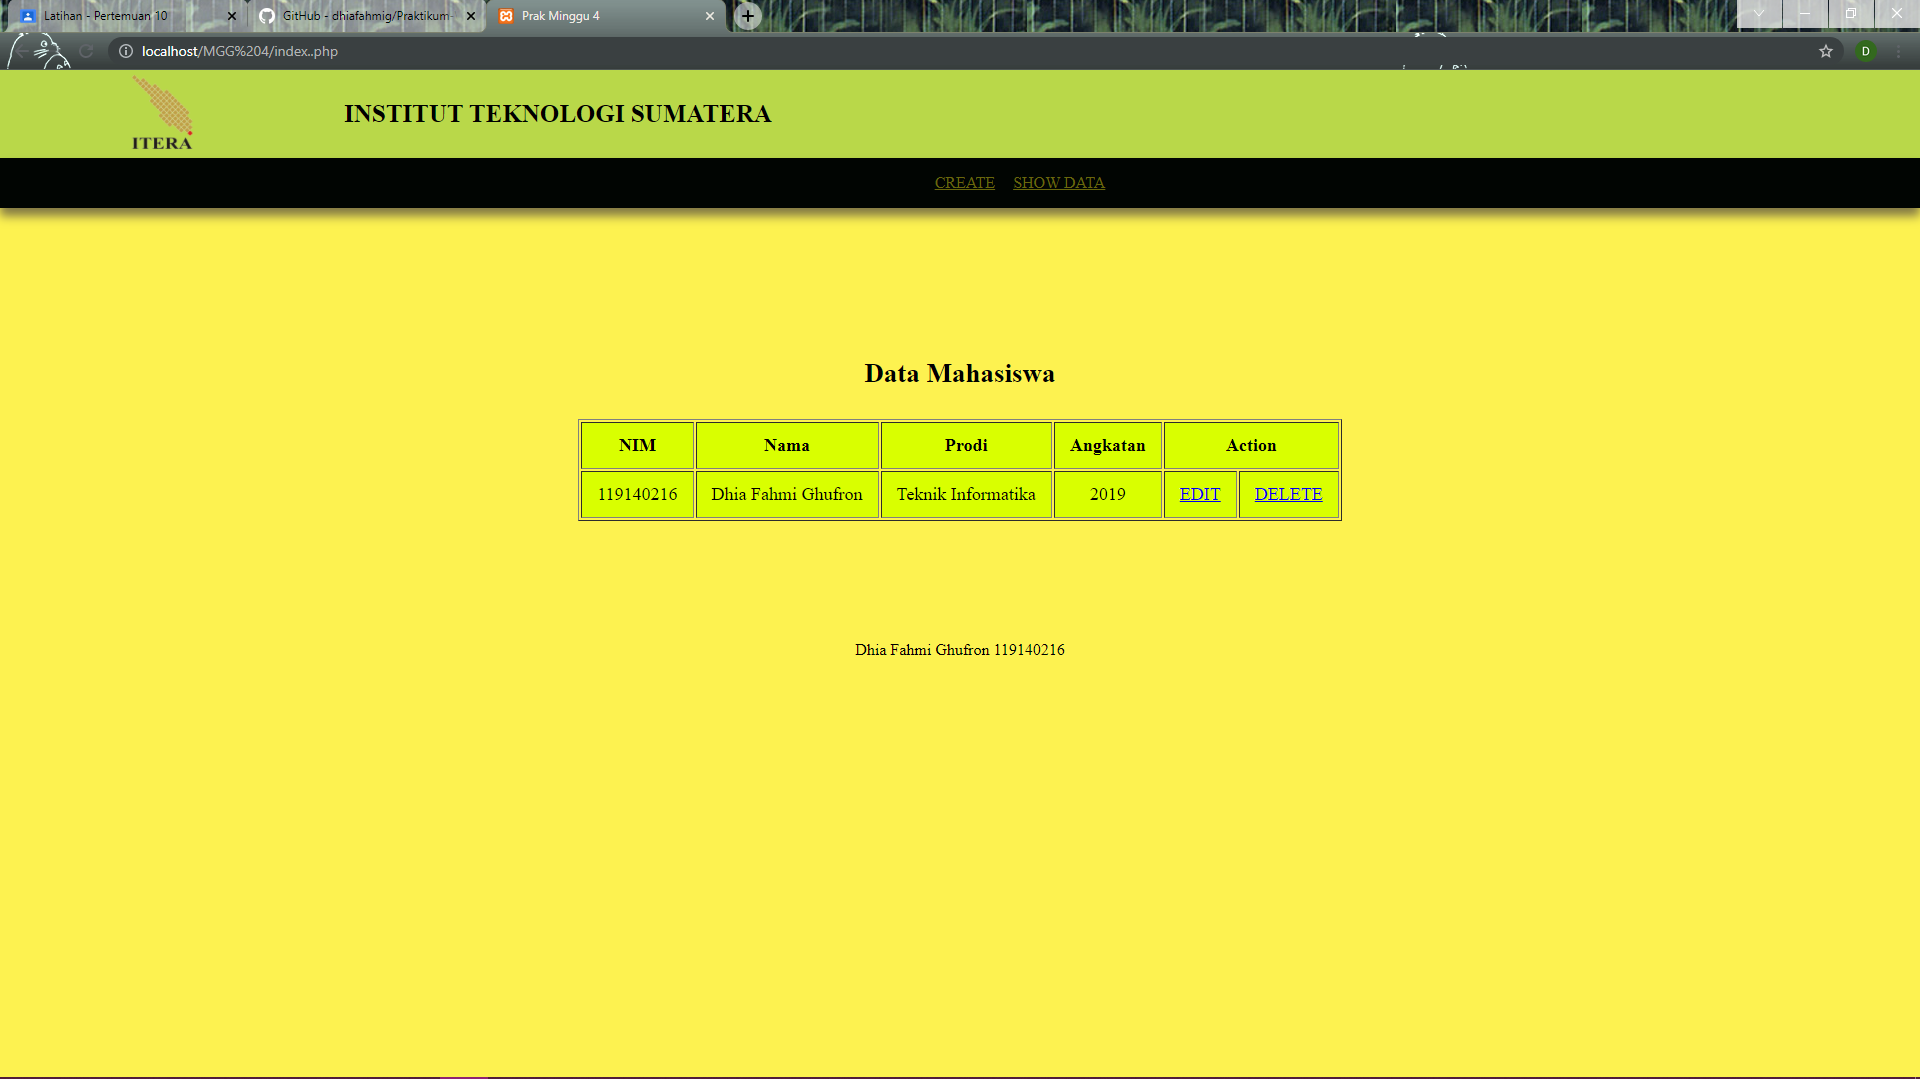 Latihan - Pertemuan 10
GitHub - dhiafahmig/Praktikum-
Prak Minggu 4
localhost/MGG%204/index..php
D
ITERA
INSTITUT TEKNOLOGI SUMATERA
CREATE SHOW DATA
Data Mahasiswa
NIM Nama Prodi Angkatan Action
119140216 Dhia Fahmi Ghufron Teknik Informatika 2019 EDIT DELETE
Dhia Fahmi Ghufron 119140216